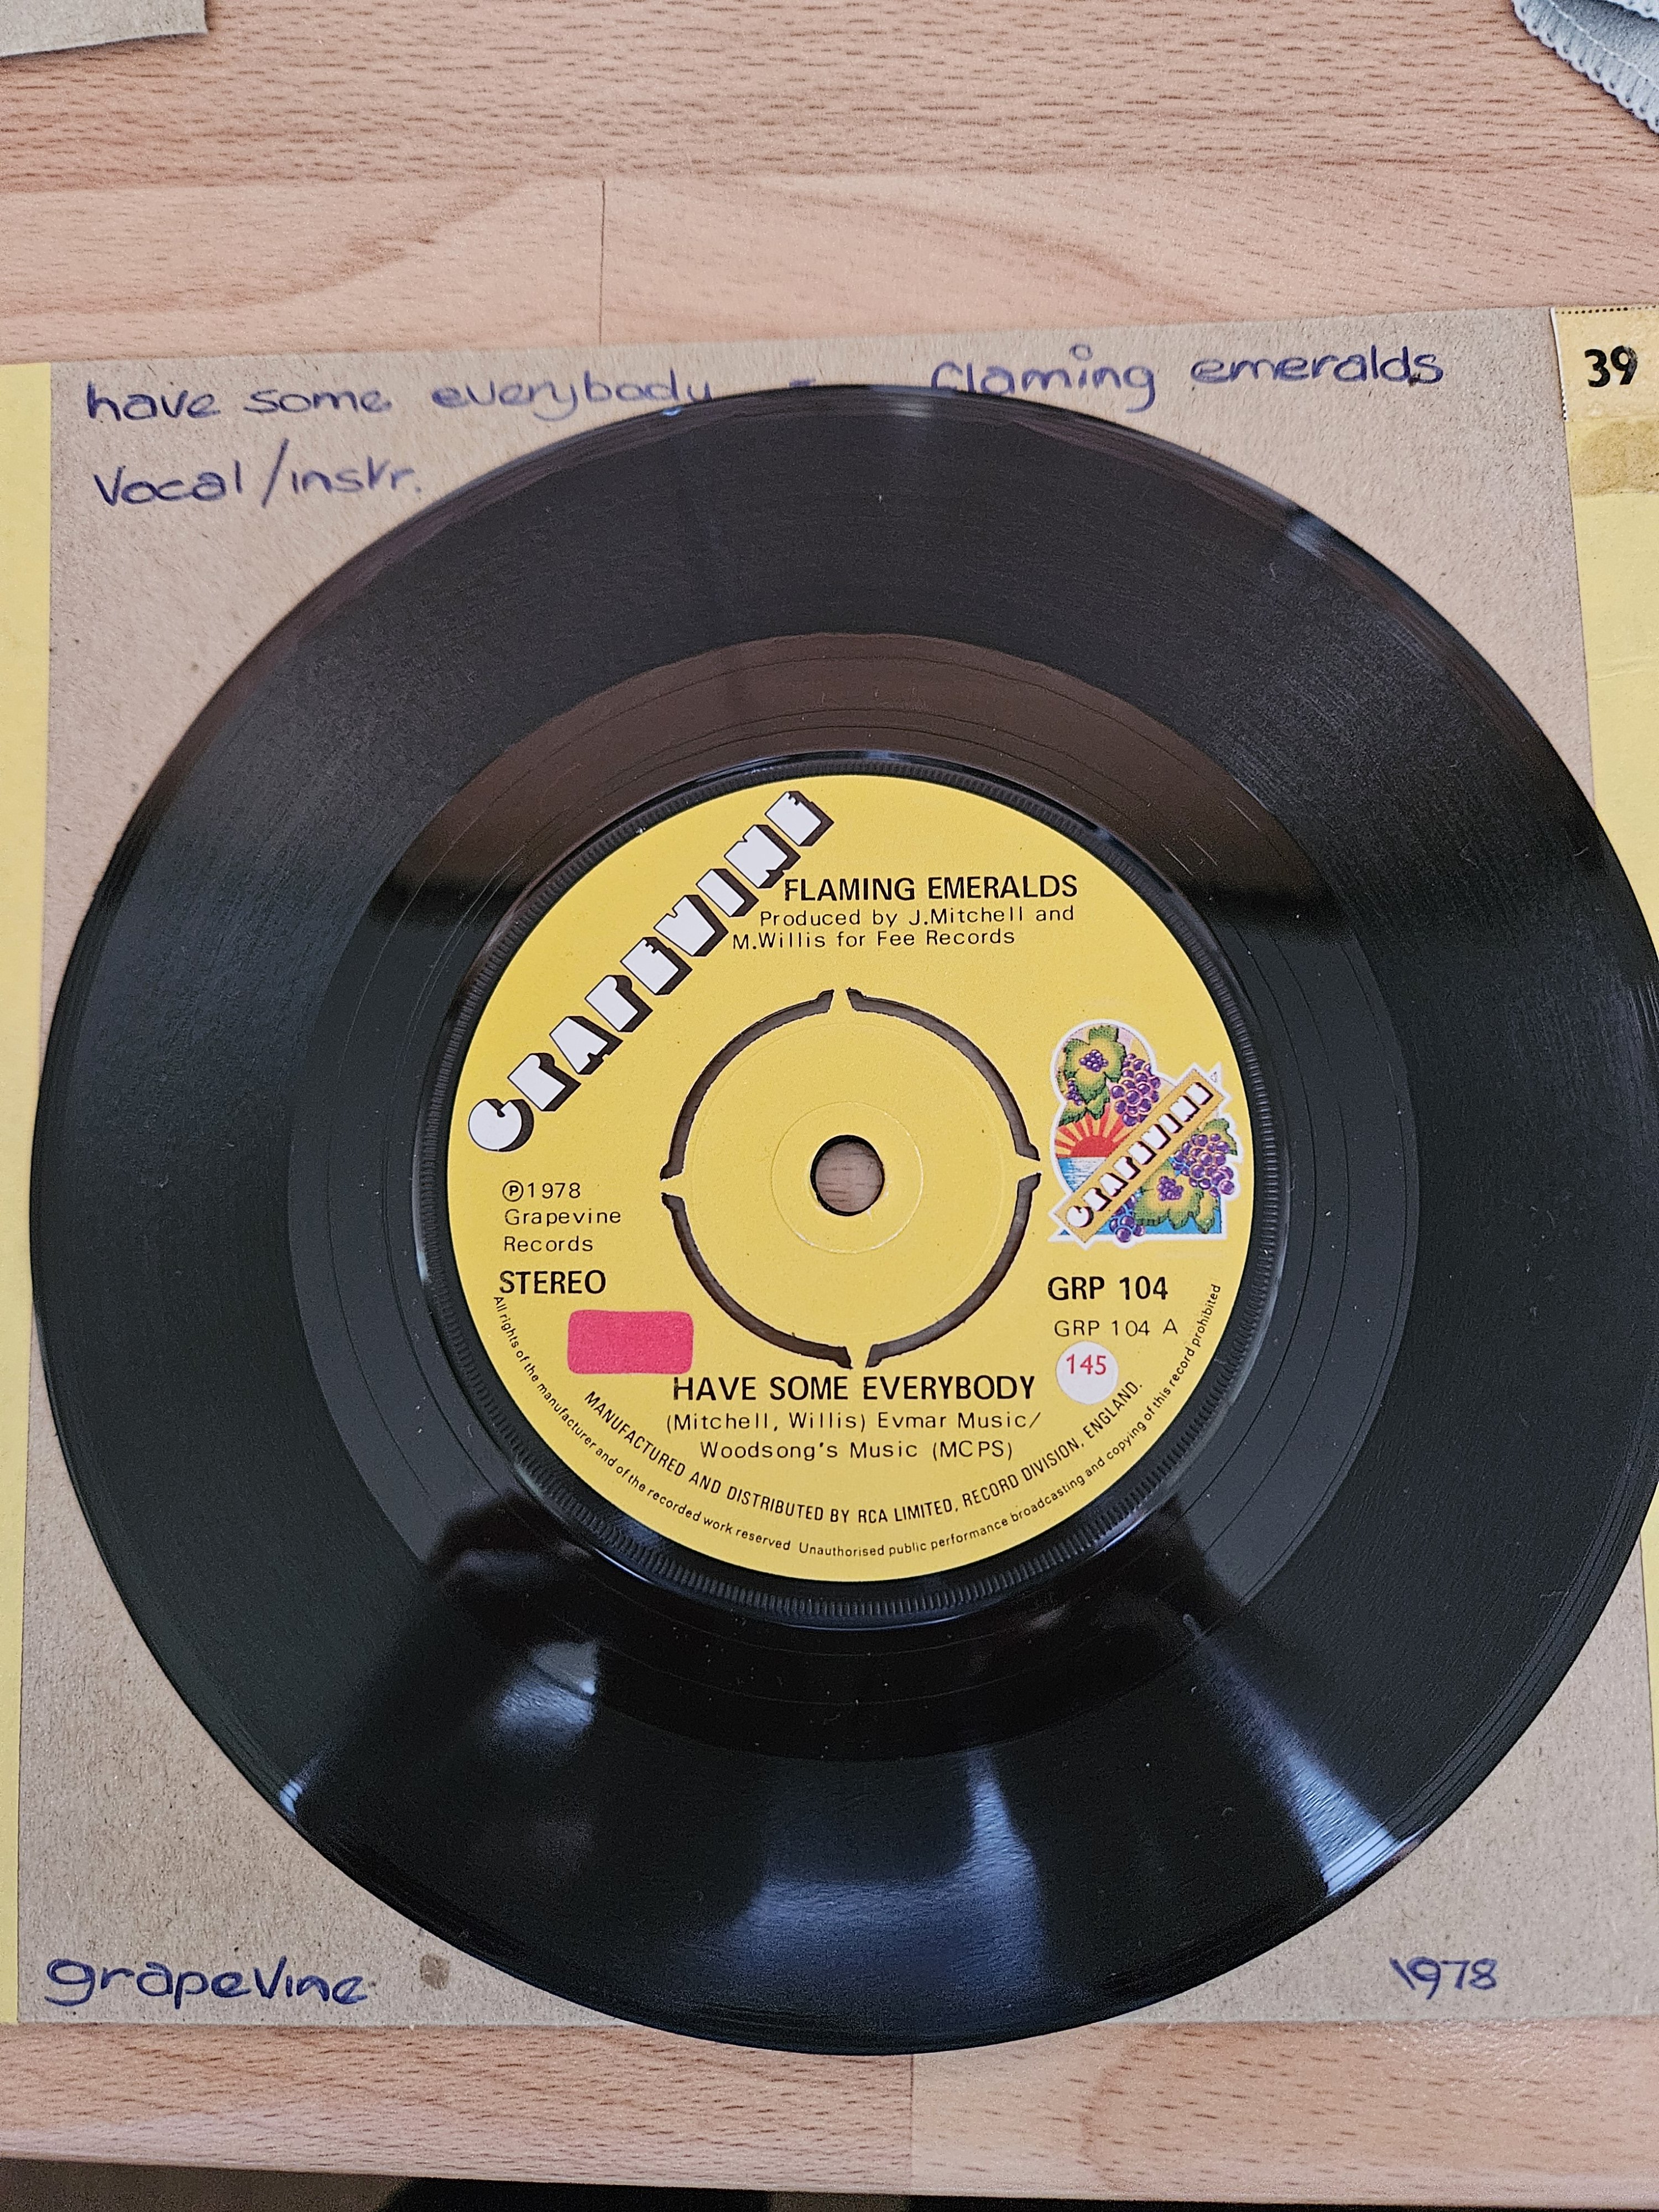 have some everybody - flaming emeralds
39
Vocal/instr.
GRAPEVINE
FLAMING EMERALDS
Produced by J.Mitchell and
M.Willis for Fee Records
GRAPEVINE
℗1978
Grapevine
Records
STEREO
GRP 104
GRP 104 A
145
HAVE SOME EVERYBODY
(Mitchell, Willis) Evmar Music/
Woodsong's Music (MCPS)
MANUFACTURED AND DISTRIBUTED BY RCA LIMITED, RECORD DIVISION, ENGLAND.
All rights of the manufacturer and of the recorded work reserved Unauthorised public performance broadcasting and copying of this record prohibited
grapevine
1978